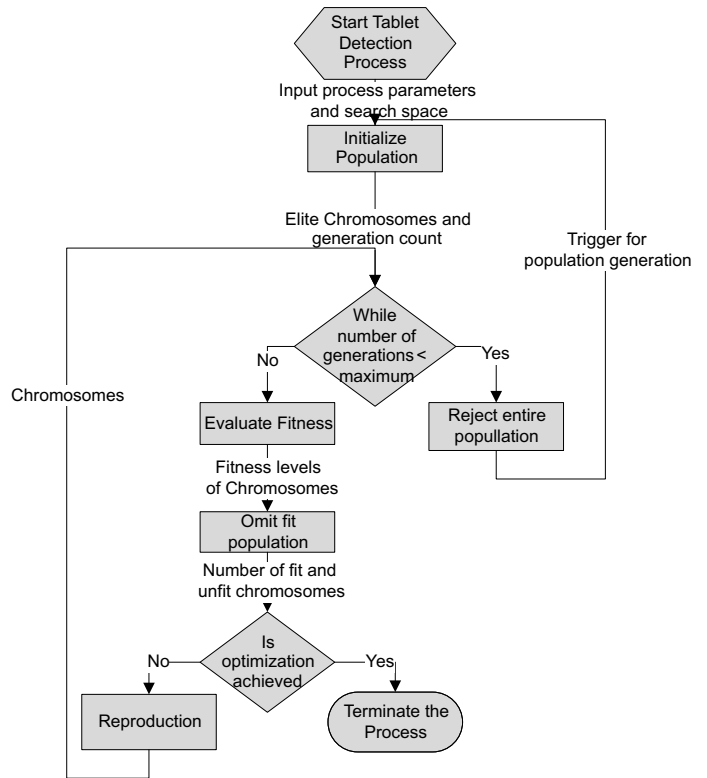 Start Tablet
Detection
Process
Input process parameters
and search space
Initialize
Population
Elite Chromosomes and
generation count
Trigger for
population generation
While
number of
generations <
maximum
No
Yes
Chromosomes
Evaluate Fitness
Reject entire
popullation
Fitness levels
of Chromosomes
Omit fit
population
Number of fit and
unfit chromosomes
Is
optimization
achieved
No
Yes
Reproduction
Terminate the
Process